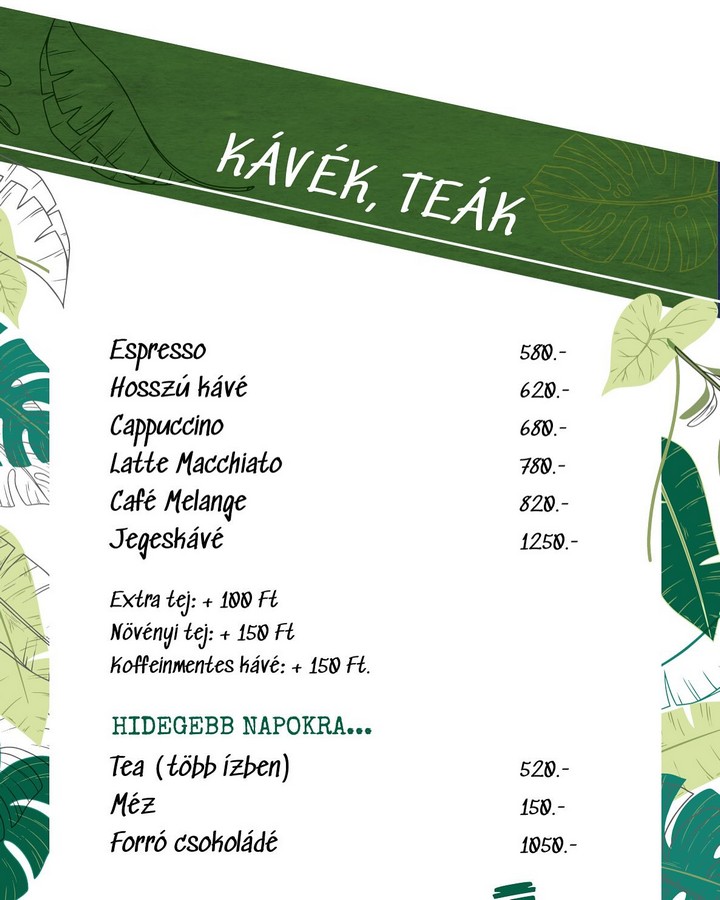 KÁVÉK, TEÁK
Espresso 580.-
Hosszú kávé 620.-
Cappuccino 680.-
Latte Macchiato 780.-
Café Melange 820.-
Jegeskávé 1250.-
Extra tej: + 100 Ft
Növényi tej: + 150 Ft
Koffeinmentes kávé: + 150 Ft.
HIDEGEBB NAPOKRA...
Tea (több ízben) 520.-
Méz 150.-
Forró csokoládé 1050.-